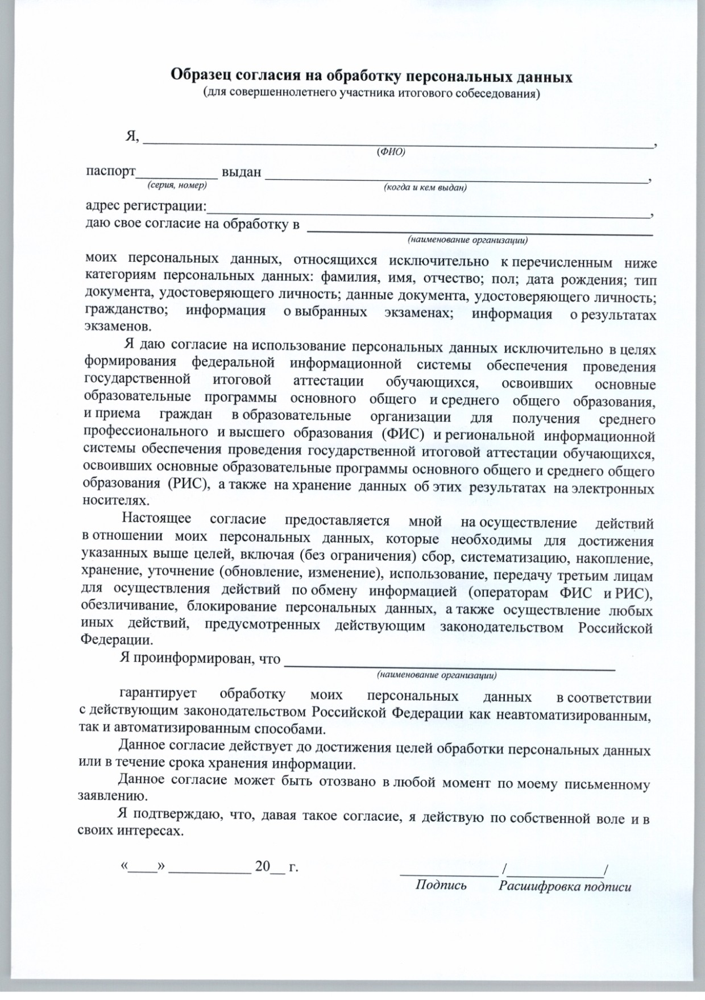 Образец согласия на обработку персональных данных
(для совершеннолетнего участника итогового собеседования)
Я, ,
(ФИО)
паспорт__________ выдан ,
(серия, номер) (когда и кем выдан)
адрес регистрации: ,
даю свое согласие на обработку в
(наименование организации)
моих персональных данных, относящихся исключительно к перечисленным ниже
категориям персональных данных: фамилия, имя, отчество; пол; дата рождения; тип
документа, удостоверяющего личность; данные документа, удостоверяющего личность;
гражданство; информация о выбранных экзаменах; информация о результатах
экзаменов.
Я даю согласие на использование персональных данных исключительно в целях
формирования федеральной информационной системы обеспечения проведения
государственной итоговой аттестации обучающихся, освоивших основные
образовательные программы основного общего и среднего общего образования,
и приема граждан в образовательные организации для получения среднего
профессионального и высшего образования (ФИС) и региональной информационной
системы обеспечения проведения государственной итоговой аттестации обучающихся,
освоивших основные образовательные программы основного общего и среднего общего
образования (РИС), а также на хранение данных об этих результатах на электронных
носителях.
Настоящее согласие предоставляется мной на осуществление действий
в отношении моих персональных данных, которые необходимы для достижения
указанных выше целей, включая (без ограничения) сбор, систематизацию, накопление,
хранение, уточнение (обновление, изменение), использование, передачу третьим лицам
для осуществления действий по обмену информацией (операторам ФИС и РИС),
обезличивание, блокирование персональных данных, а также осуществление любых
иных действий, предусмотренных действующим законодательством Российской
Федерации.
Я проинформирован, что
(наименование организации)
гарантирует обработку моих персональных данных в соответствии
с действующим законодательством Российской Федерации как неавтоматизированным,
так и автоматизированным способами.
Данное согласие действует до достижения целей обработки персональных данных
или в течение срока хранения информации.
Данное согласие может быть отозвано в любой момент по моему письменному
заявлению.
Я подтверждаю, что, давая такое согласие, я действую по собственной воле и в
своих интересах.
«____» ___________ 20__ г. _____________ /_____________/
Подпись Расшифровка подписи